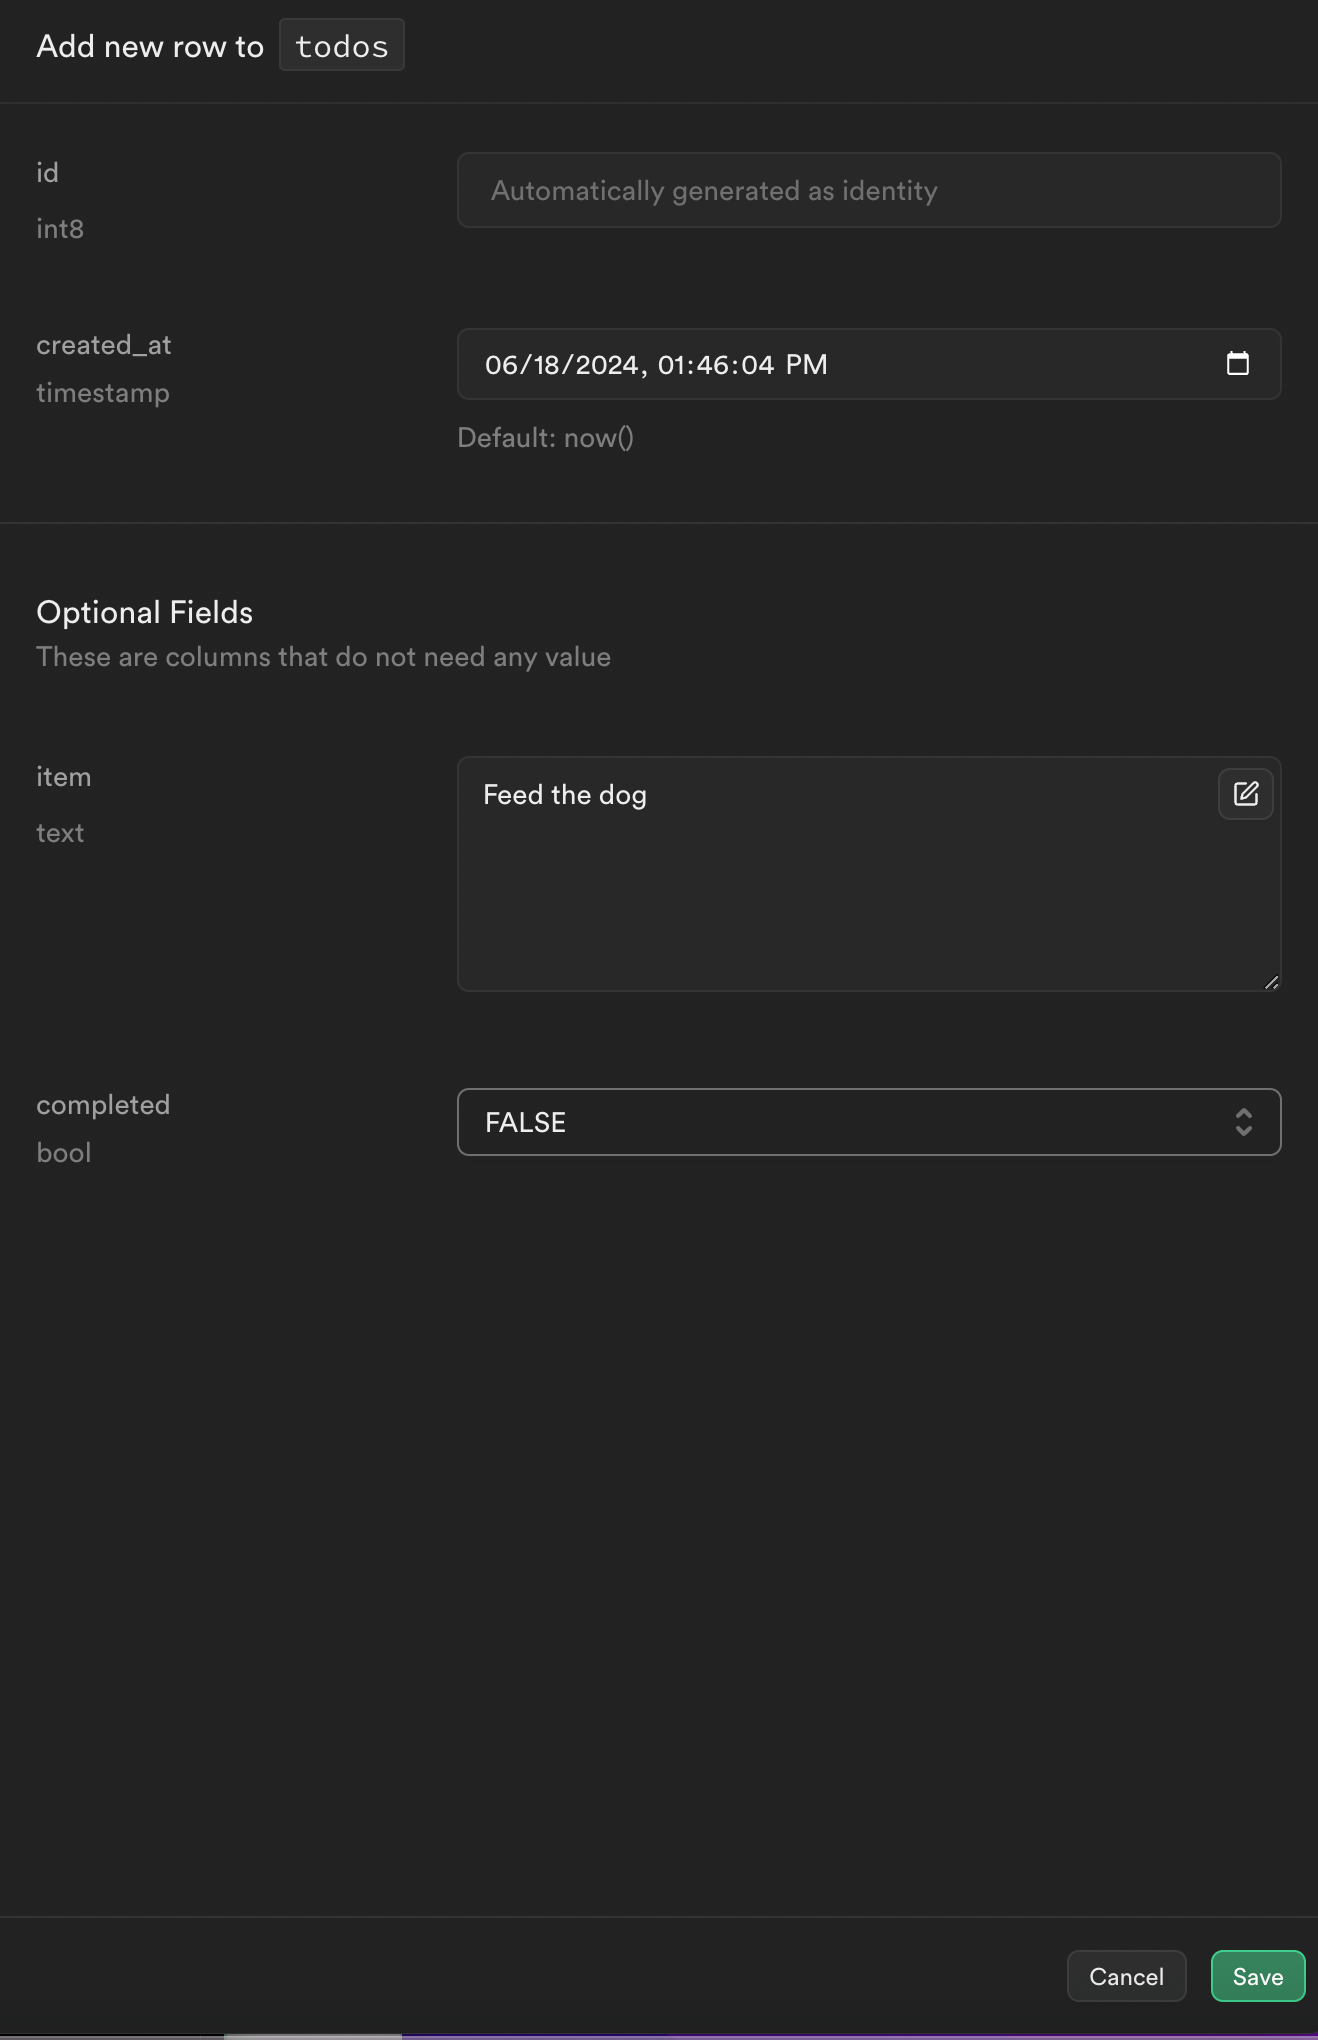 Add new row to todos
id
int8
Automatically generated as identity
created_at
timestamp
06/18/2024, 01:46:04 PM
Default: now()
Optional Fields
These are columns that do not need any value
item
text
Feed the dog
completed
bool
FALSE
Cancel
Save